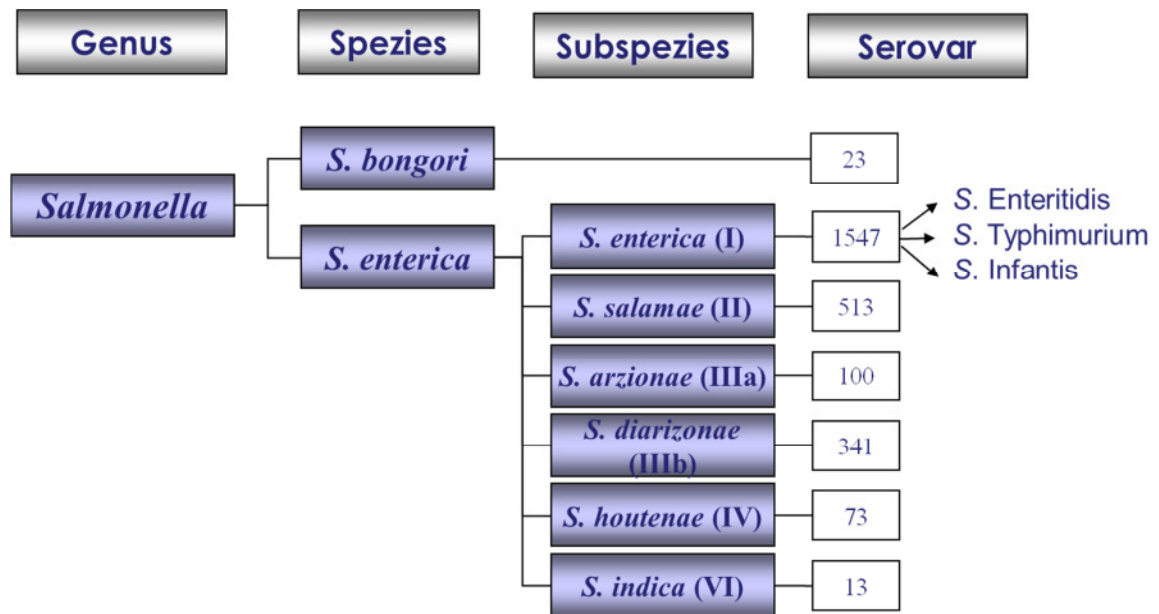 Genus
Spezies
Subspezies
Serovar
Salmonella
S. bongori
23
S. enterica
S. enterica (I)
1547
S. Enteritidis
S. Typhimurium
S. Infantis
S. salamae (II)
513
S. arzionae (IIIa)
100
S. diarizonae
(IIIb)
341
S. houtenae (IV)
73
S. indica (VI)
13